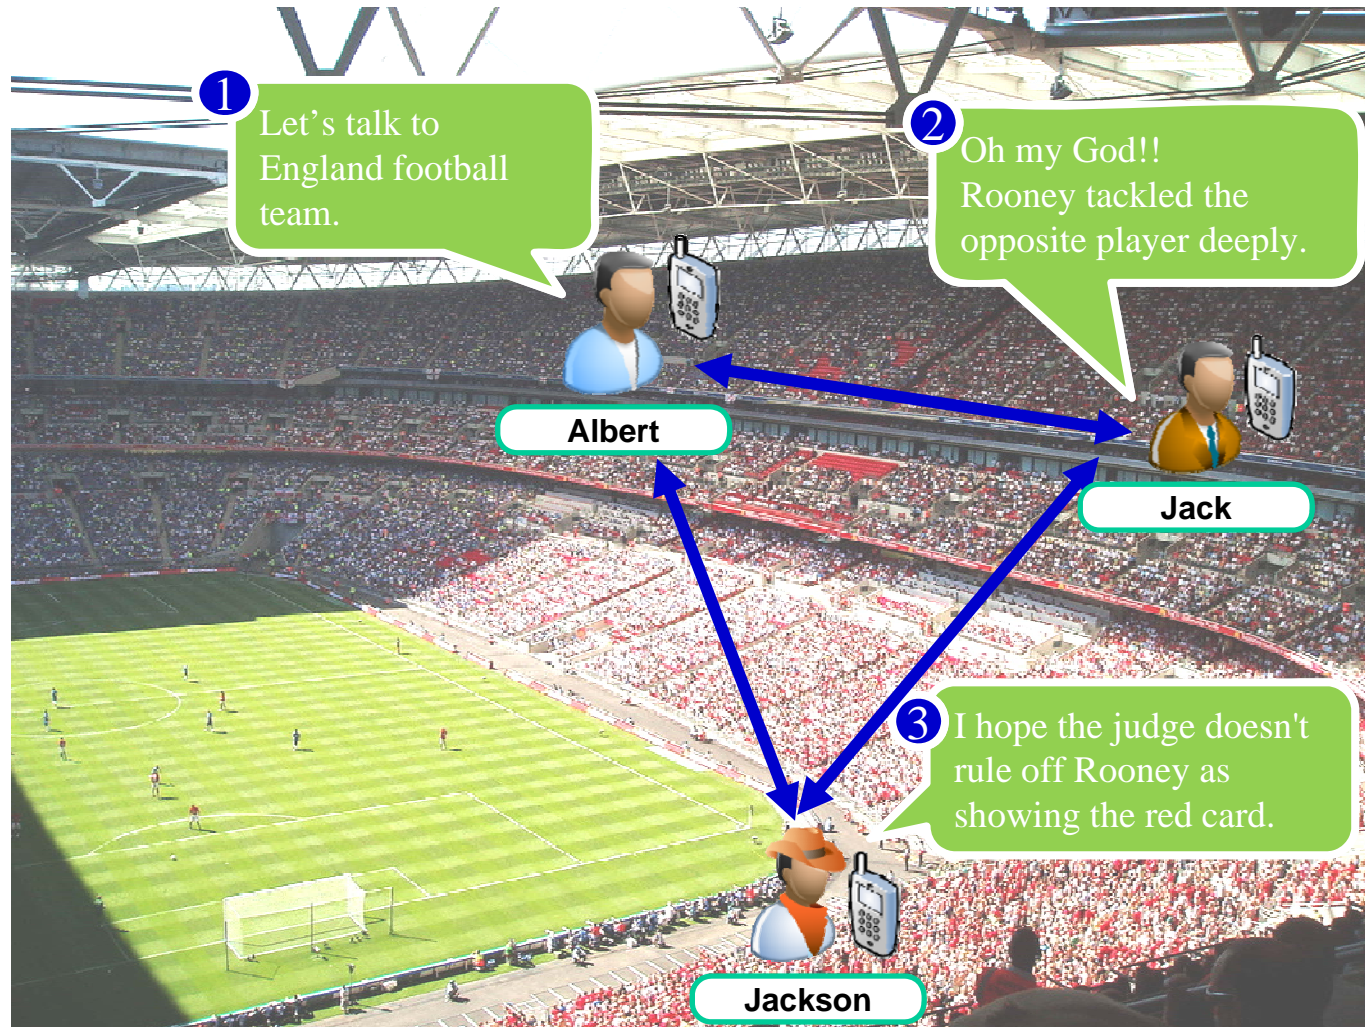 1
Let’s talk to
England football
team.
2
Oh my God!!
Rooney tackled the
opposite player deeply.
Albert
Jack
3
I hope the judge doesn't
rule off Rooney as
showing the red card.
Jackson